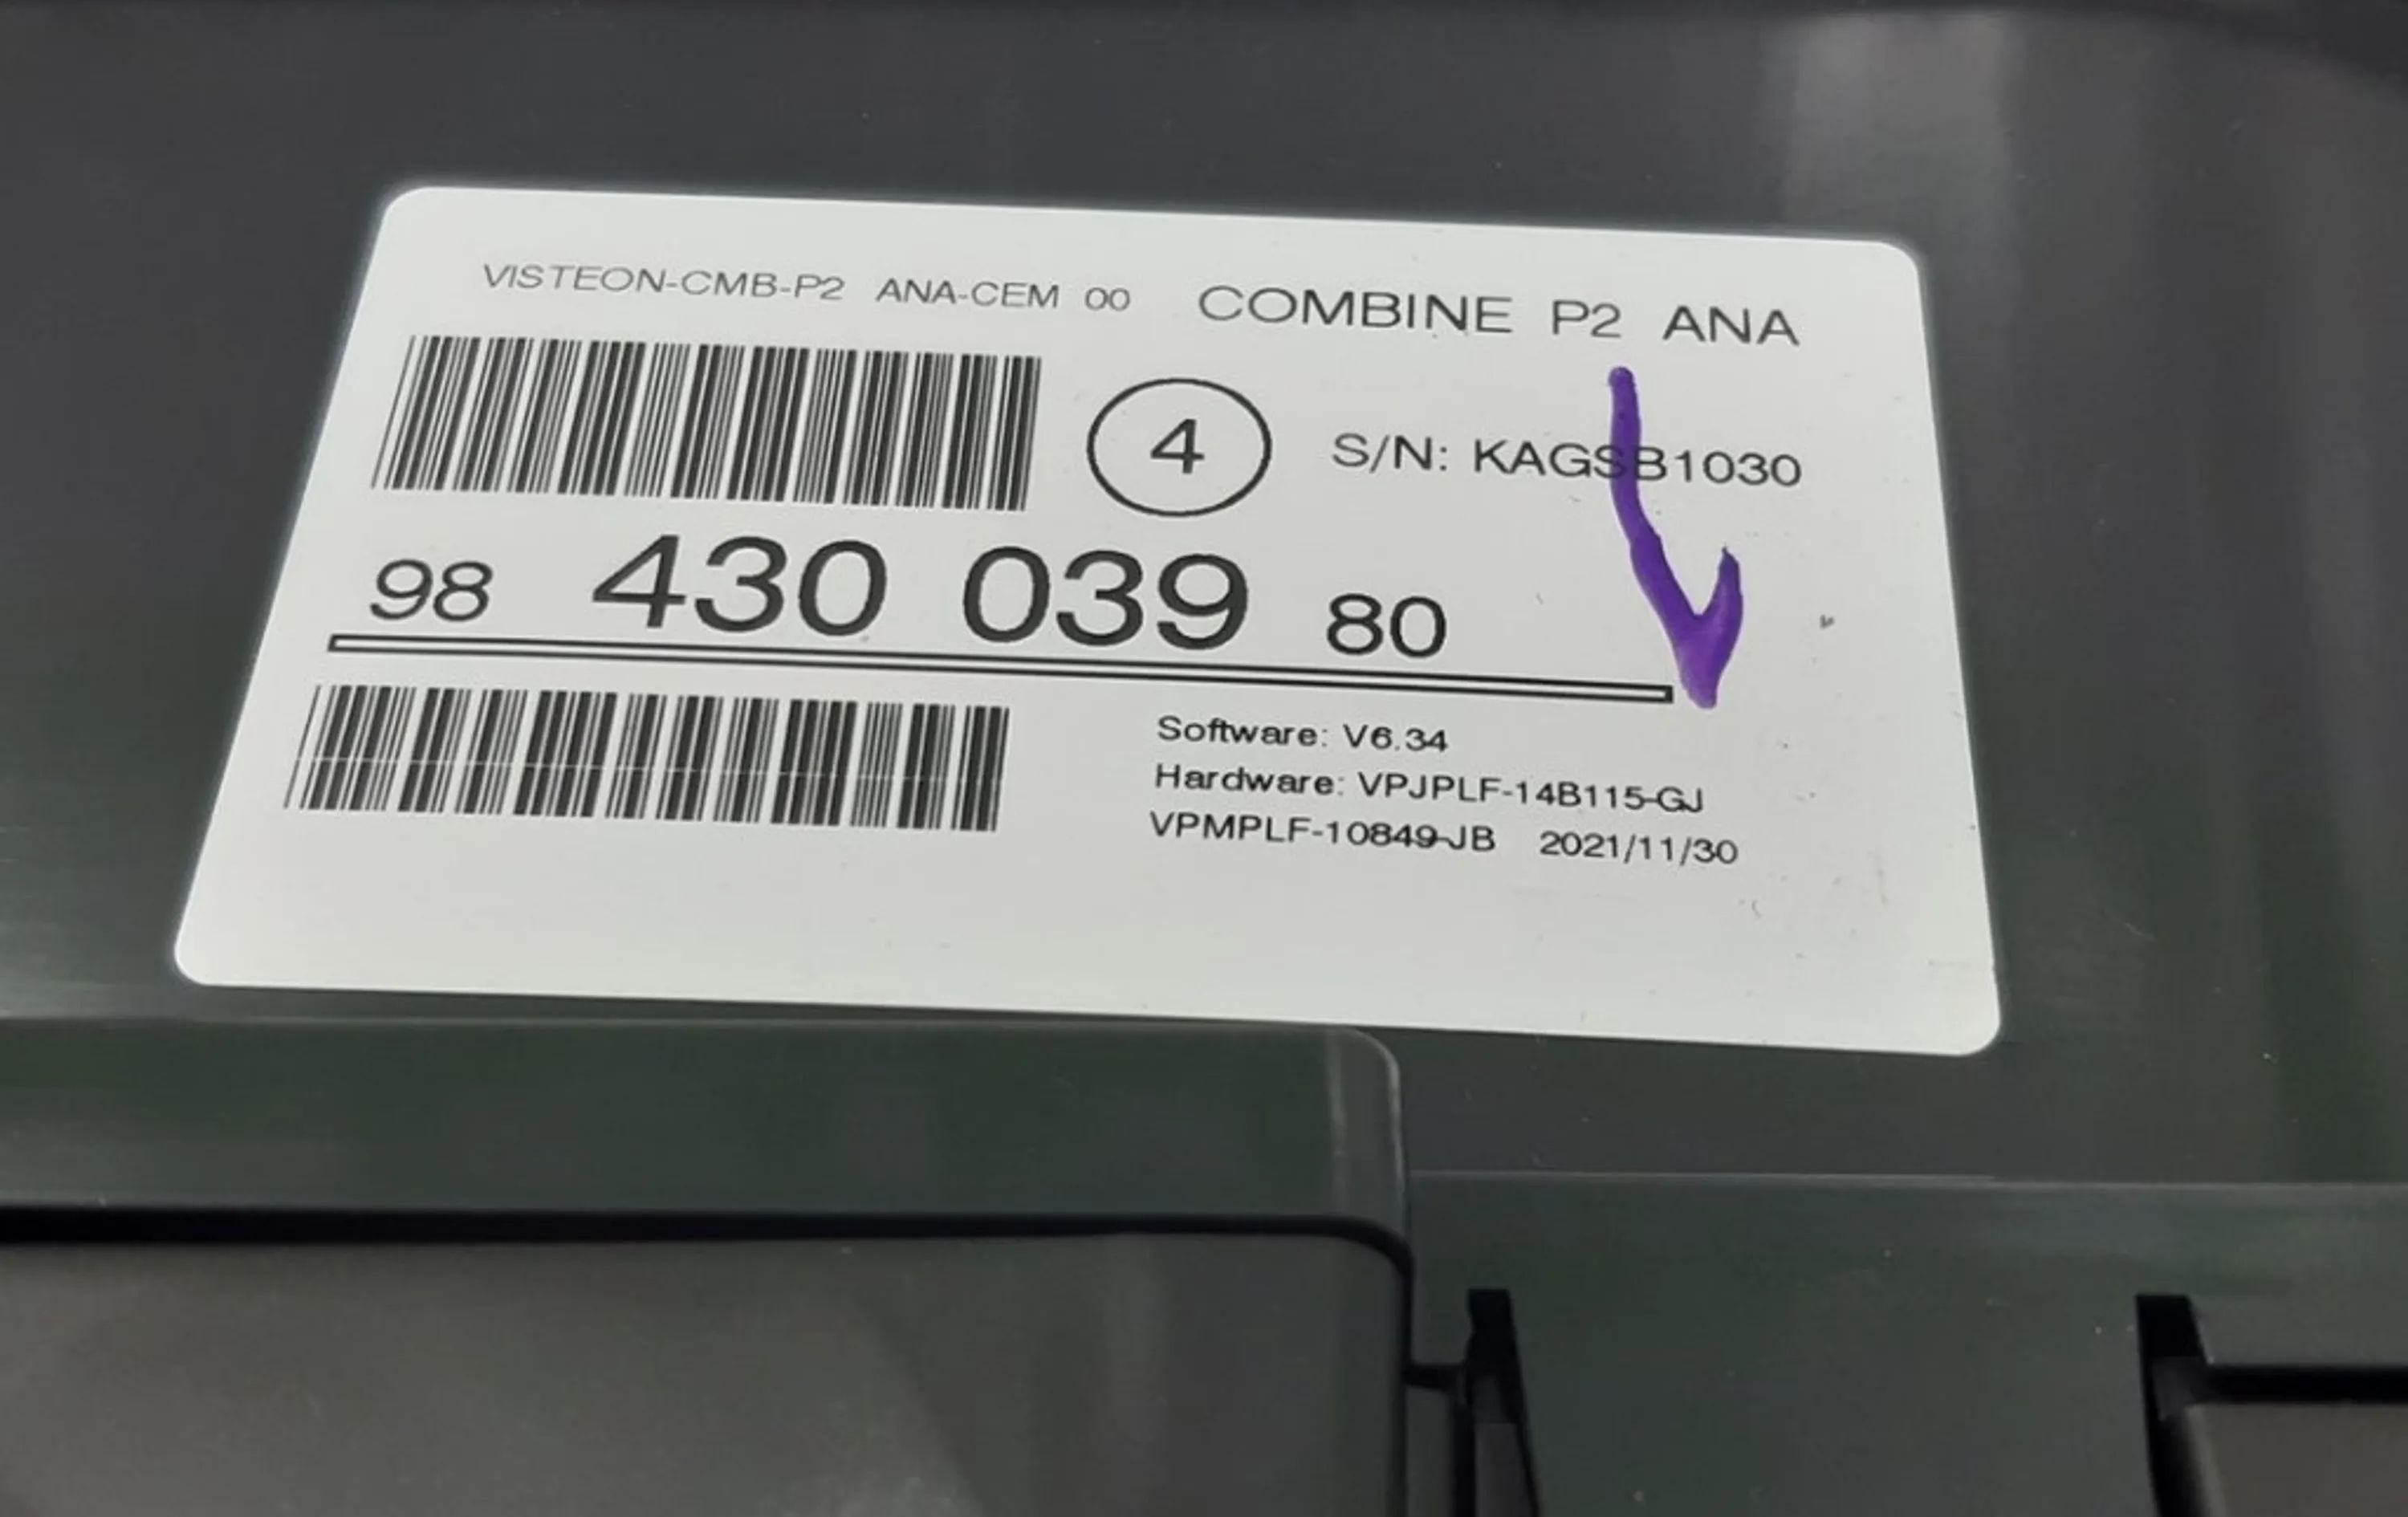 VISTEON-CMB-P2 ANA-CEM 00 COMBINE P2 ANA
4 S/N: KAGSB1030
98 430 039 80
Software: V6.34
Hardware: VPJPLF-14B115-GJ
VPMPLF-10849-JB 2021/11/30